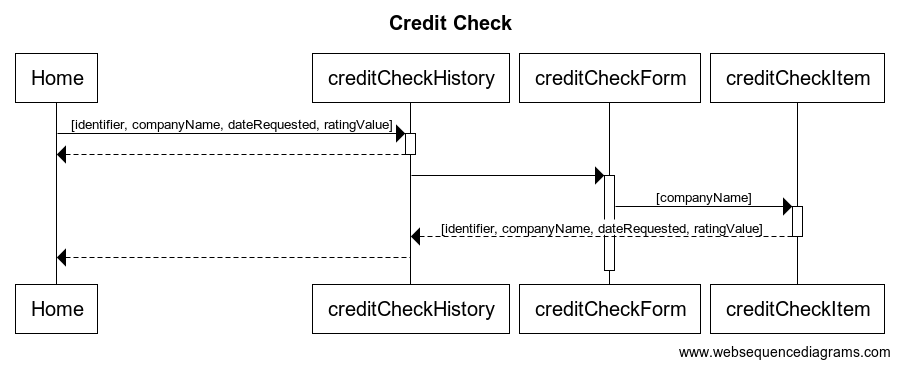 Credit Check
Home creditCheckHistory creditCheckForm creditCheckItem
[identifier, companyName, dateRequested, ratingValue]
[companyName]
[identifier, companyName, dateRequested, ratingValue]
Home creditCheckHistory creditCheckForm creditCheckItem
www.websequencediagrams.com